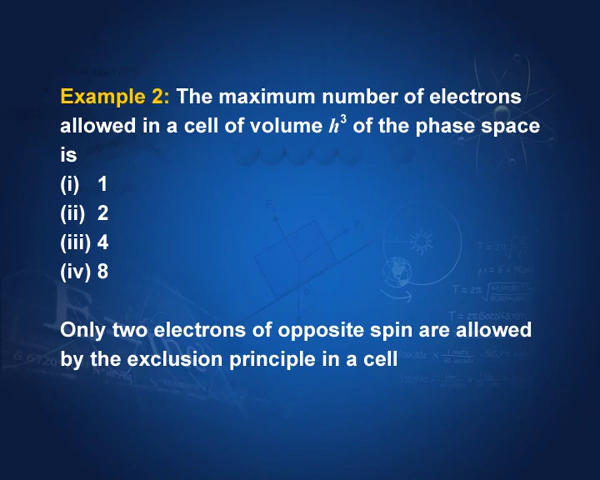 Example 2: The maximum number of electrons
allowed in a cell of volume h³ of the phase space
is
(i) 1
(ii) 2
(iii) 4
(iv) 8
Only two electrons of opposite spin are allowed
by the exclusion principle in a cell